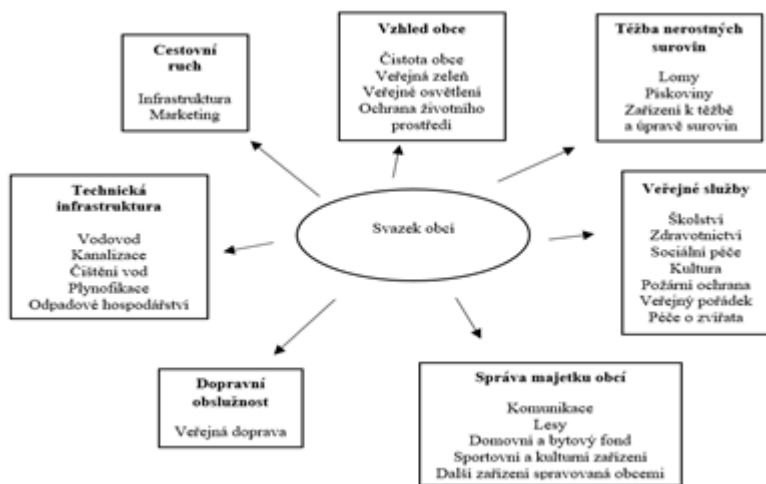 Cestovní
ruch
Infrastruktura
Marketing
Vzhled obce
Čistota obce
Veřejná zeleň
Veřejné osvětlení
Ochrana životního
prostředí
Těžba nerostných
surovin
Lomy
Pískoviny
Zařízení k těžbě
a úpravě surovin
Technická
infrastruktura
Vodovod
Kanalizace
Čištění vod
Plynofikace
Odpadové hospodářství
Svazek obcí
Veřejné služby
Školství
Zdravotnictví
Sociální péče
Kultura
Požární ochrana
Veřejný pořádek
Péče o zvířata
Dopravní
obslužnost
Veřejná doprava
Správa majetku obcí
Komunikace
Lesy
Domovní a bytový fond
Sportovní a kulturní zařízení
Další zařízení spravovaná obcemi